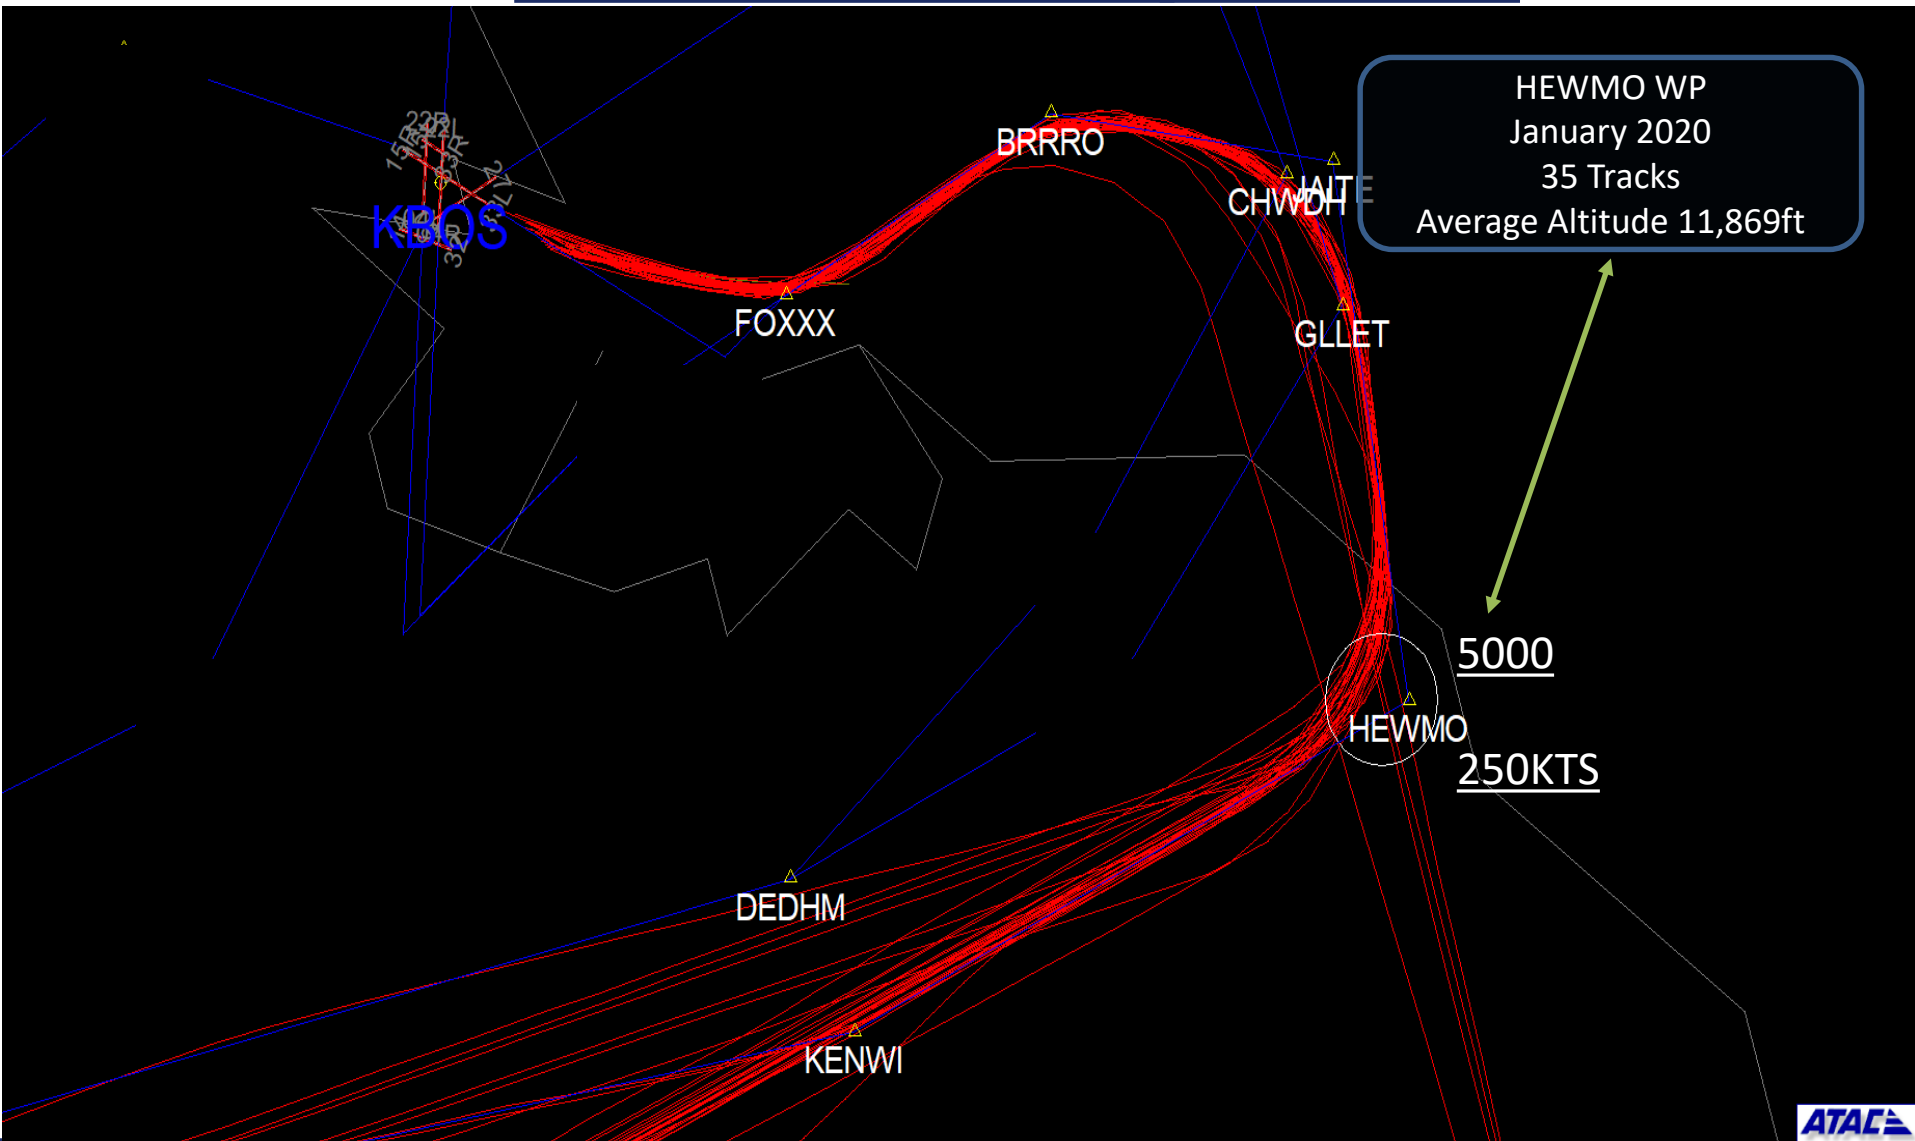 HEWMO WP
January 2020
35 Tracks
Average Altitude 11,869ft
BRRRO
CHWDH
KBOS
FOXXX
GLLET
5000
HEWMO
250KTS
DEDHM
KENWI
ATAC